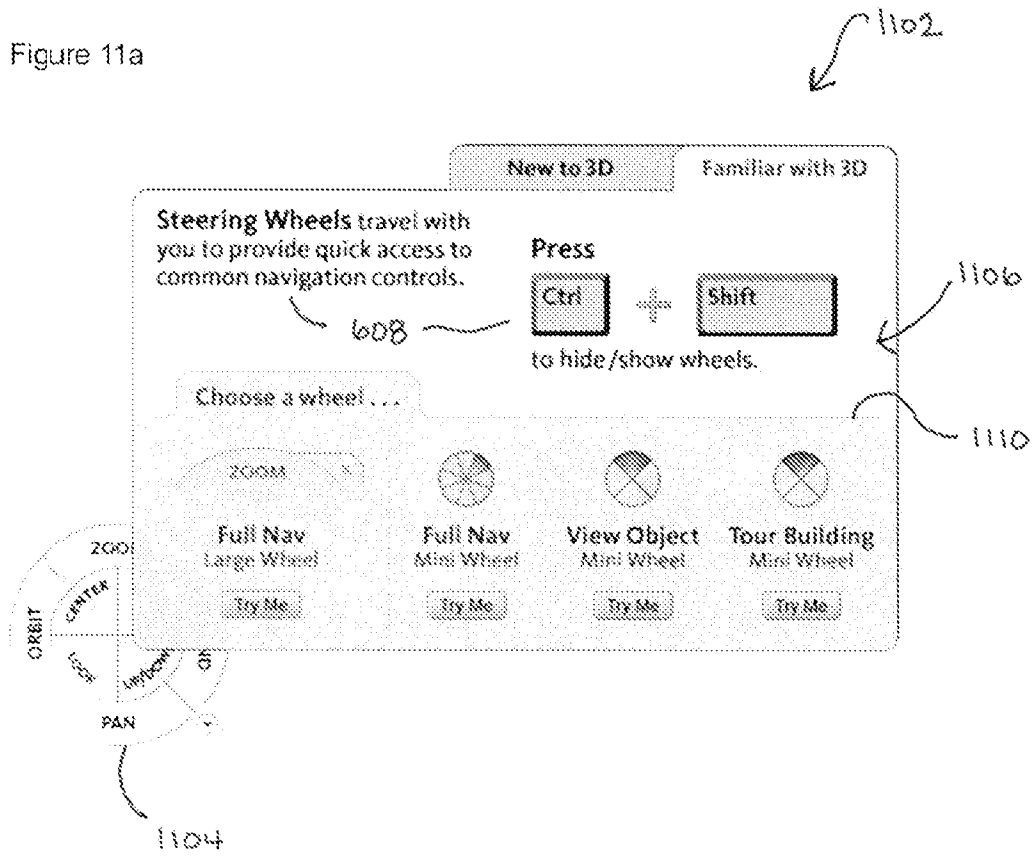 1102
Figure 11a
New to 3D
Familiar with 3D
Steering Wheels travel with
you to provide quick access to
common navigation controls.
Press
Ctrl + Shift
to hide/show wheels.
608
1106
Choose a wheel ...
1110
ZOOM
Full Nav
Large Wheel
Try Me
Full Nav
Mini Wheel
Try Me
View Object
Mini Wheel
Try Me
Tour Building
Mini Wheel
Try Me
ZOO
CENTER
ORBIT
LOOK
UP/DOWN
PAN
1104